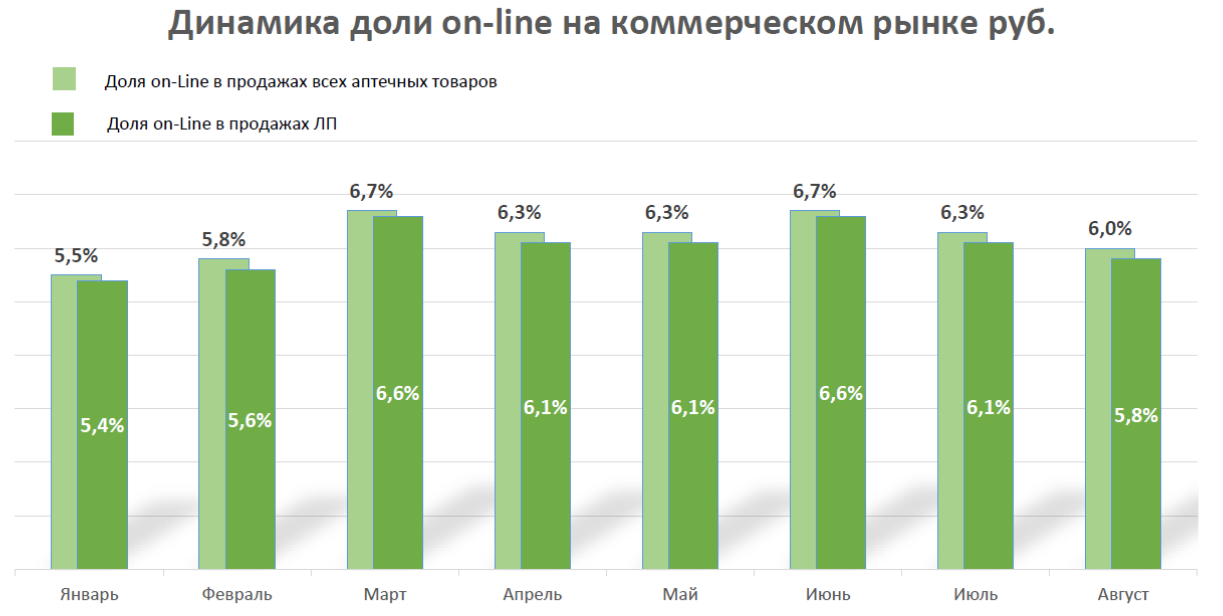 Динамика доли on-line на коммерческом рынке руб.
Доля on-Line в продажах всех аптечных товаров
Доля on-Line в продажах ЛП
5,5% 5,8% 6,7% 6,3% 6,3% 6,7% 6,3% 6,0%
5,4% 5,6% 6,6% 6,1% 6,1% 6,6% 6,1% 5,8%
Январь Февраль Март Апрель Май Июнь Июль Август